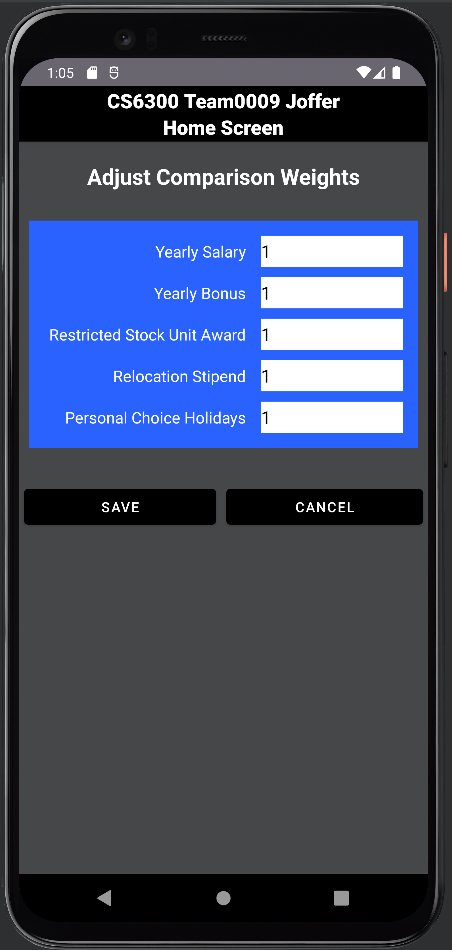 1:05
CS6300 Team0009 Joffer
Home Screen
Adjust Comparison Weights
Yearly Salary 1
Yearly Bonus 1
Restricted Stock Unit Award 1
Relocation Stipend 1
Personal Choice Holidays 1
SAVE CANCEL